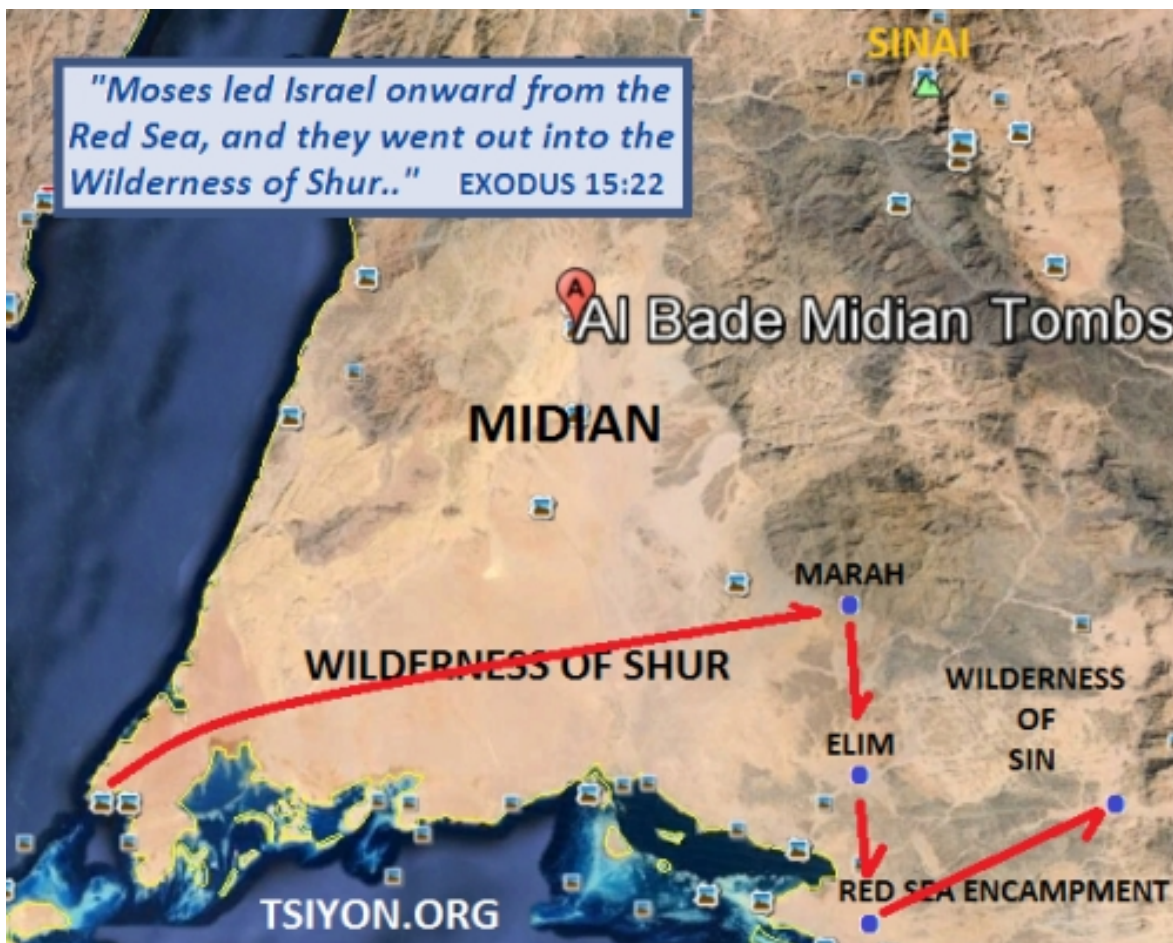 SINAI
"Moses led Israel onward from the
Red Sea, and they went out into the
Wilderness of Shur.." EXODUS 15:22
A
Al Bade Midian Tombs
MIDIAN
MARAH
WILDERNESS OF SHUR
WILDERNESS
OF
SIN
ELIM
RED SEA ENCAMPMENT
TSIYON.ORG